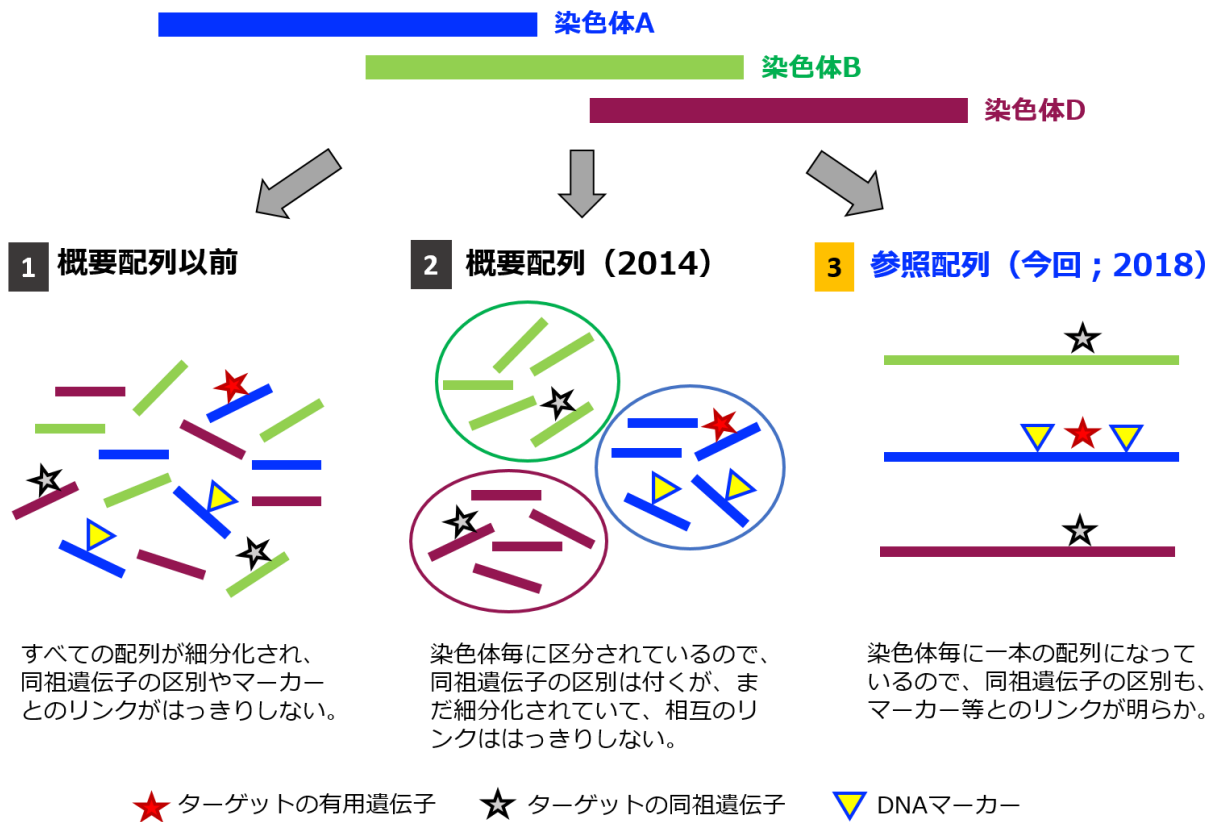 染色体A
染色体B
染色体D
1 概要配列以前
すべての配列が細分化され、
同祖遺伝子の区別やマーカー
とのリンクがはっきりしない。
2 概要配列（2014）
染色体毎に区分されているので、
同祖遺伝子の区別は付くが、ま
だ細分化されていて、相互のリ
ンクははっきりしない。
3 参照配列（今回；2018）
染色体毎に一本の配列になって
いるので、同祖遺伝子の区別も、
マーカー等とのリンクが明らか。
ターゲットの有用遺伝子
ターゲットの同祖遺伝子
DNAマーカー